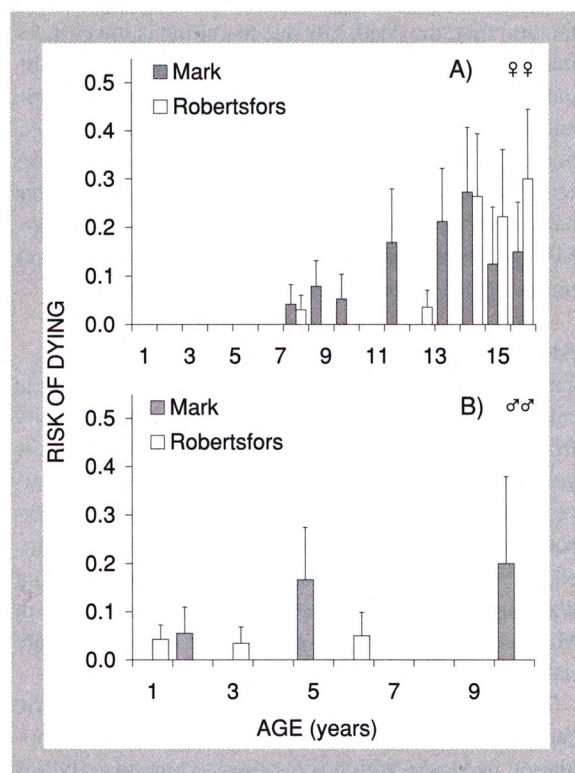 RISK OF DYING
A) ♀♀
Mark
Robertsfors
0.5
0.4
0.3
0.2
0.1
0.0
1 3 5 7 9 11 13 15
B) ♂♂
Mark
Robertsfors
0.5
0.4
0.3
0.2
0.1
0.0
1 3 5 7 9
AGE (years)